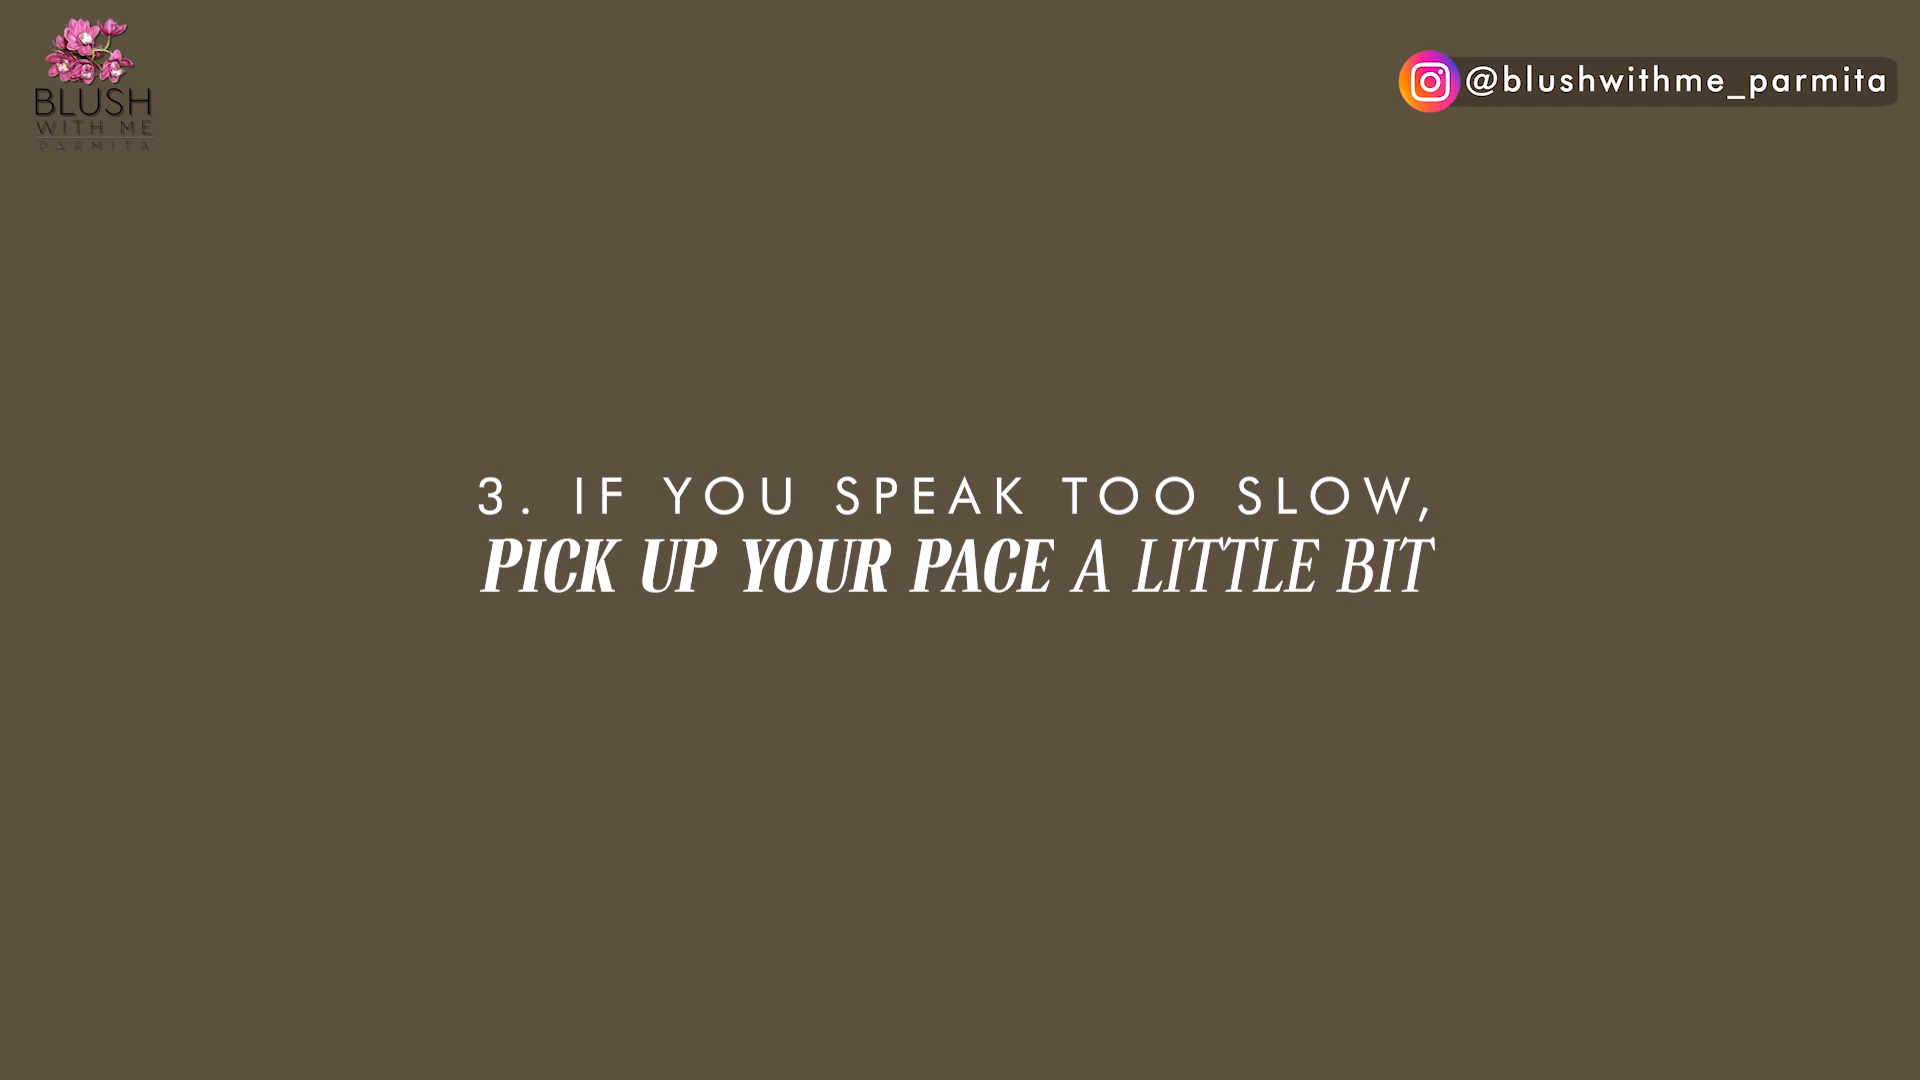 BLUSH
WITH ME
PARMITA
@blushwithme_parmita
3. IF YOU SPEAK TOO SLOW,
PICK UP YOUR PACE A LITTLE BIT